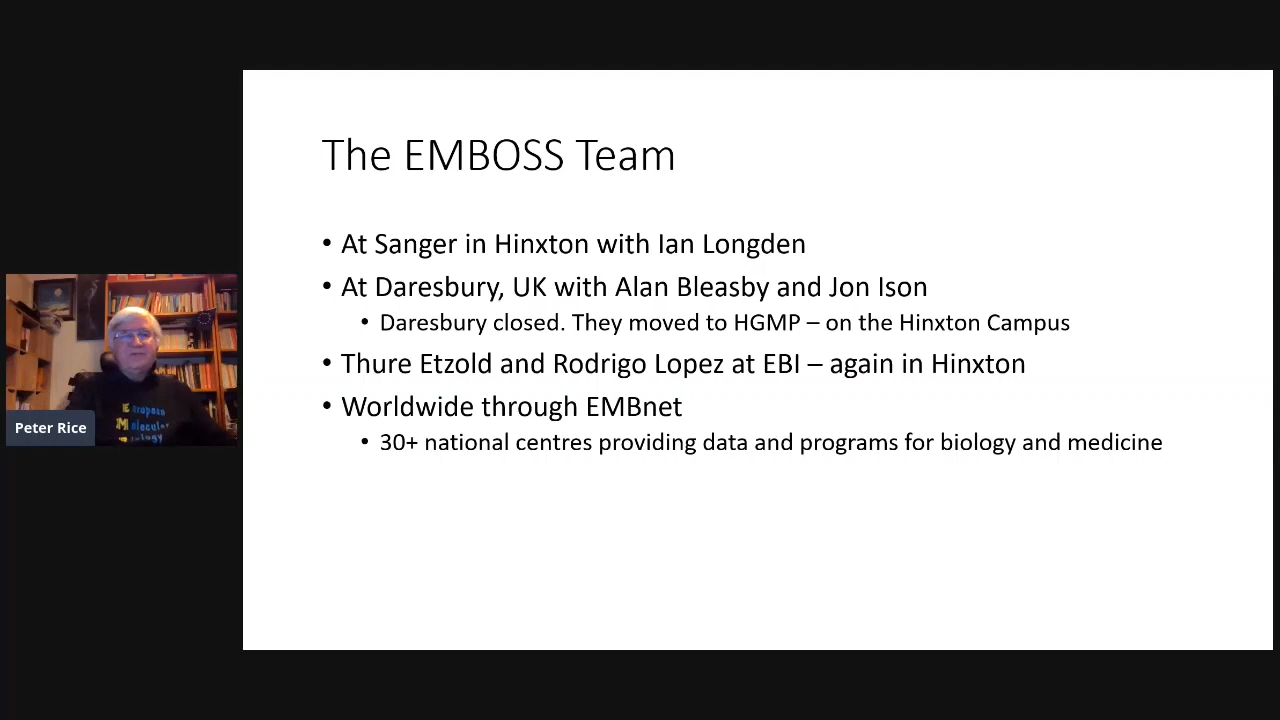 The EMBOSS Team
• At Sanger in Hinxton with Ian Longden
• At Daresbury, UK with Alan Bleasby and Jon Ison
• Daresbury closed. They moved to HGMP – on the Hinxton Campus
• Thure Etzold and Rodrigo Lopez at EBI – again in Hinxton
• Worldwide through EMBnet
• 30+ national centres providing data and programs for biology and medicine
European
Molecular
Peter Rice